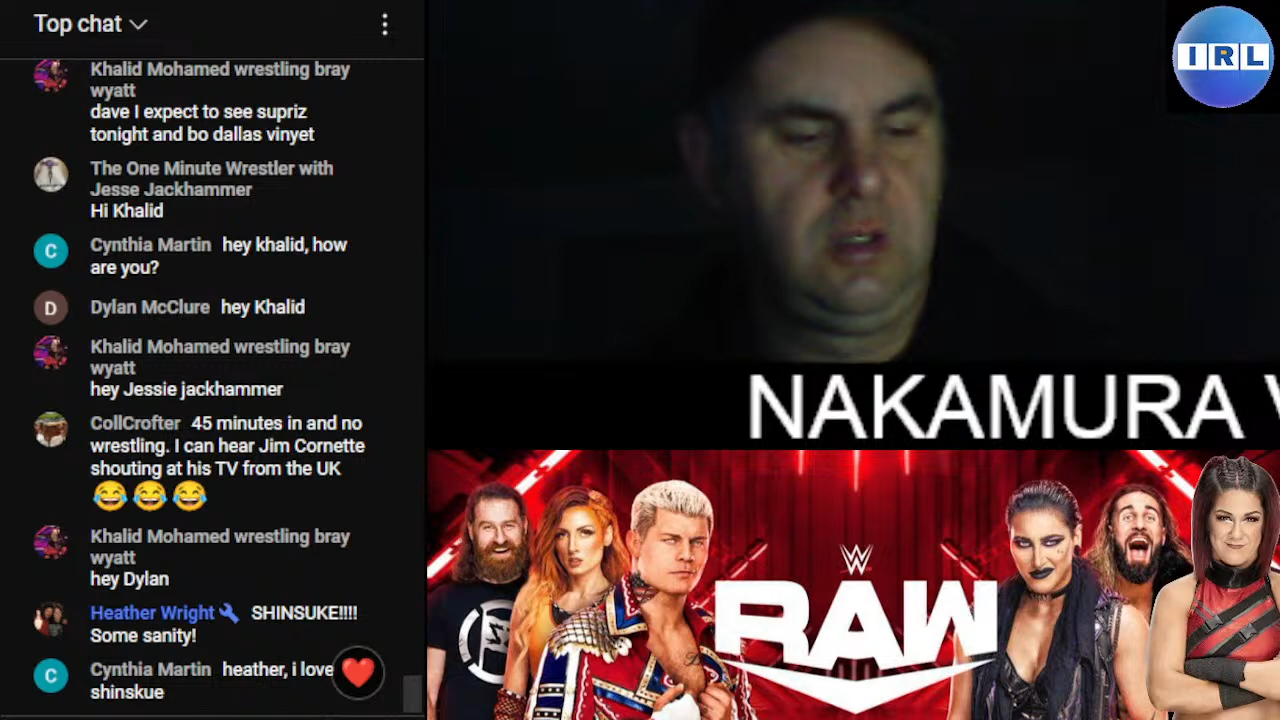 Top chat
Khalid Mohamed wrestling bray
wyatt
dave I expect to see supriz
tonight and bo dallas vinyet
The One Minute Wrestler with
Jesse Jackhammer
Hi Khalid
C
Cynthia Martin hey khalid, how
are you?
D
Dylan McClure hey Khalid
Khalid Mohamed wrestling bray
wyatt
hey Jessie jackhammer
CollCrofter 45 minutes in and no
wrestling. I can hear Jim Cornette
shouting at his TV from the UK
😂😂😂
Khalid Mohamed wrestling bray
wyatt
hey Dylan
Heather Wright SHINSUKE!!!!
Some sanity!
C
Cynthia Martin heather, i love
shinskue
IRL
NAKAMURA V
W
RAW